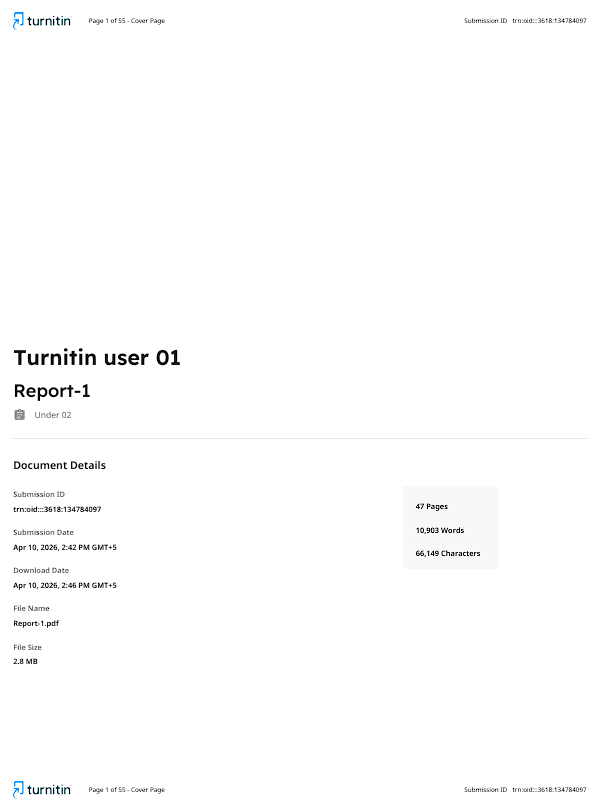 turnitin Page 1 of 55 - Cover Page Submission ID trn:oid:::3618:134784097
Turnitin user 01
Report-1
Under 02
Document Details
Submission ID
trn:oid:::3618:134784097
Submission Date
Apr 10, 2026, 2:42 PM GMT+5
Download Date
Apr 10, 2026, 2:46 PM GMT+5
File Name
Report-1.pdf
File Size
2.8 MB
47 Pages
10,903 Words
66,149 Characters
turnitin Page 1 of 55 - Cover Page Submission ID trn:oid:::3618:134784097